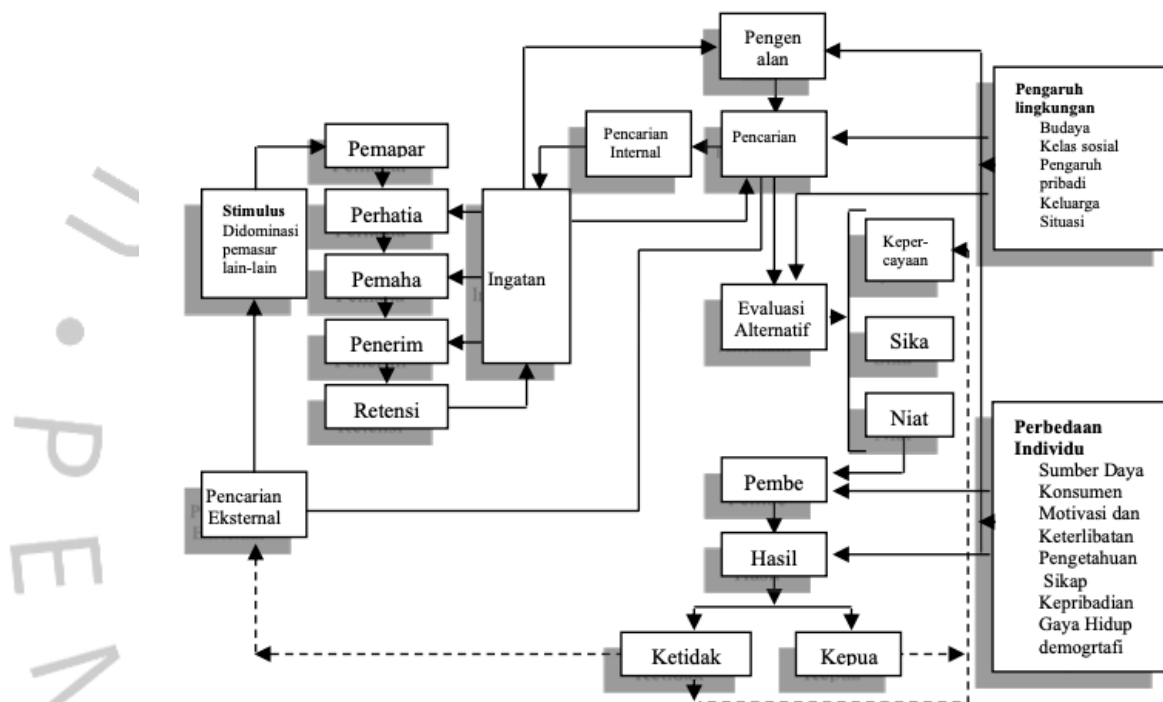 Pengen
alan
Pengaruh
lingkungan
Budaya
Kelas sosial
Pengaruh
pribadi
Keluarga
Situasi
Pencarian
Internal
Pencarian
Pemapar
Stimulus
Didominasi
pemasar
lain-lain
Perhatia
Pemaha
Penerim
Retensi
Ingatan
Keper-
cayaan
Evaluasi
Alternatif
Sika
Niat
Perbedaan
Individu
Sumber Daya
Konsumen
Motivasi dan
Keterlibatan
Pengetahuan
Sikap
Kepribadian
Gaya Hidup
demogrtafi
Pencarian
Eksternal
Pembe
Hasil
Ketidak
Kepua
• PEN